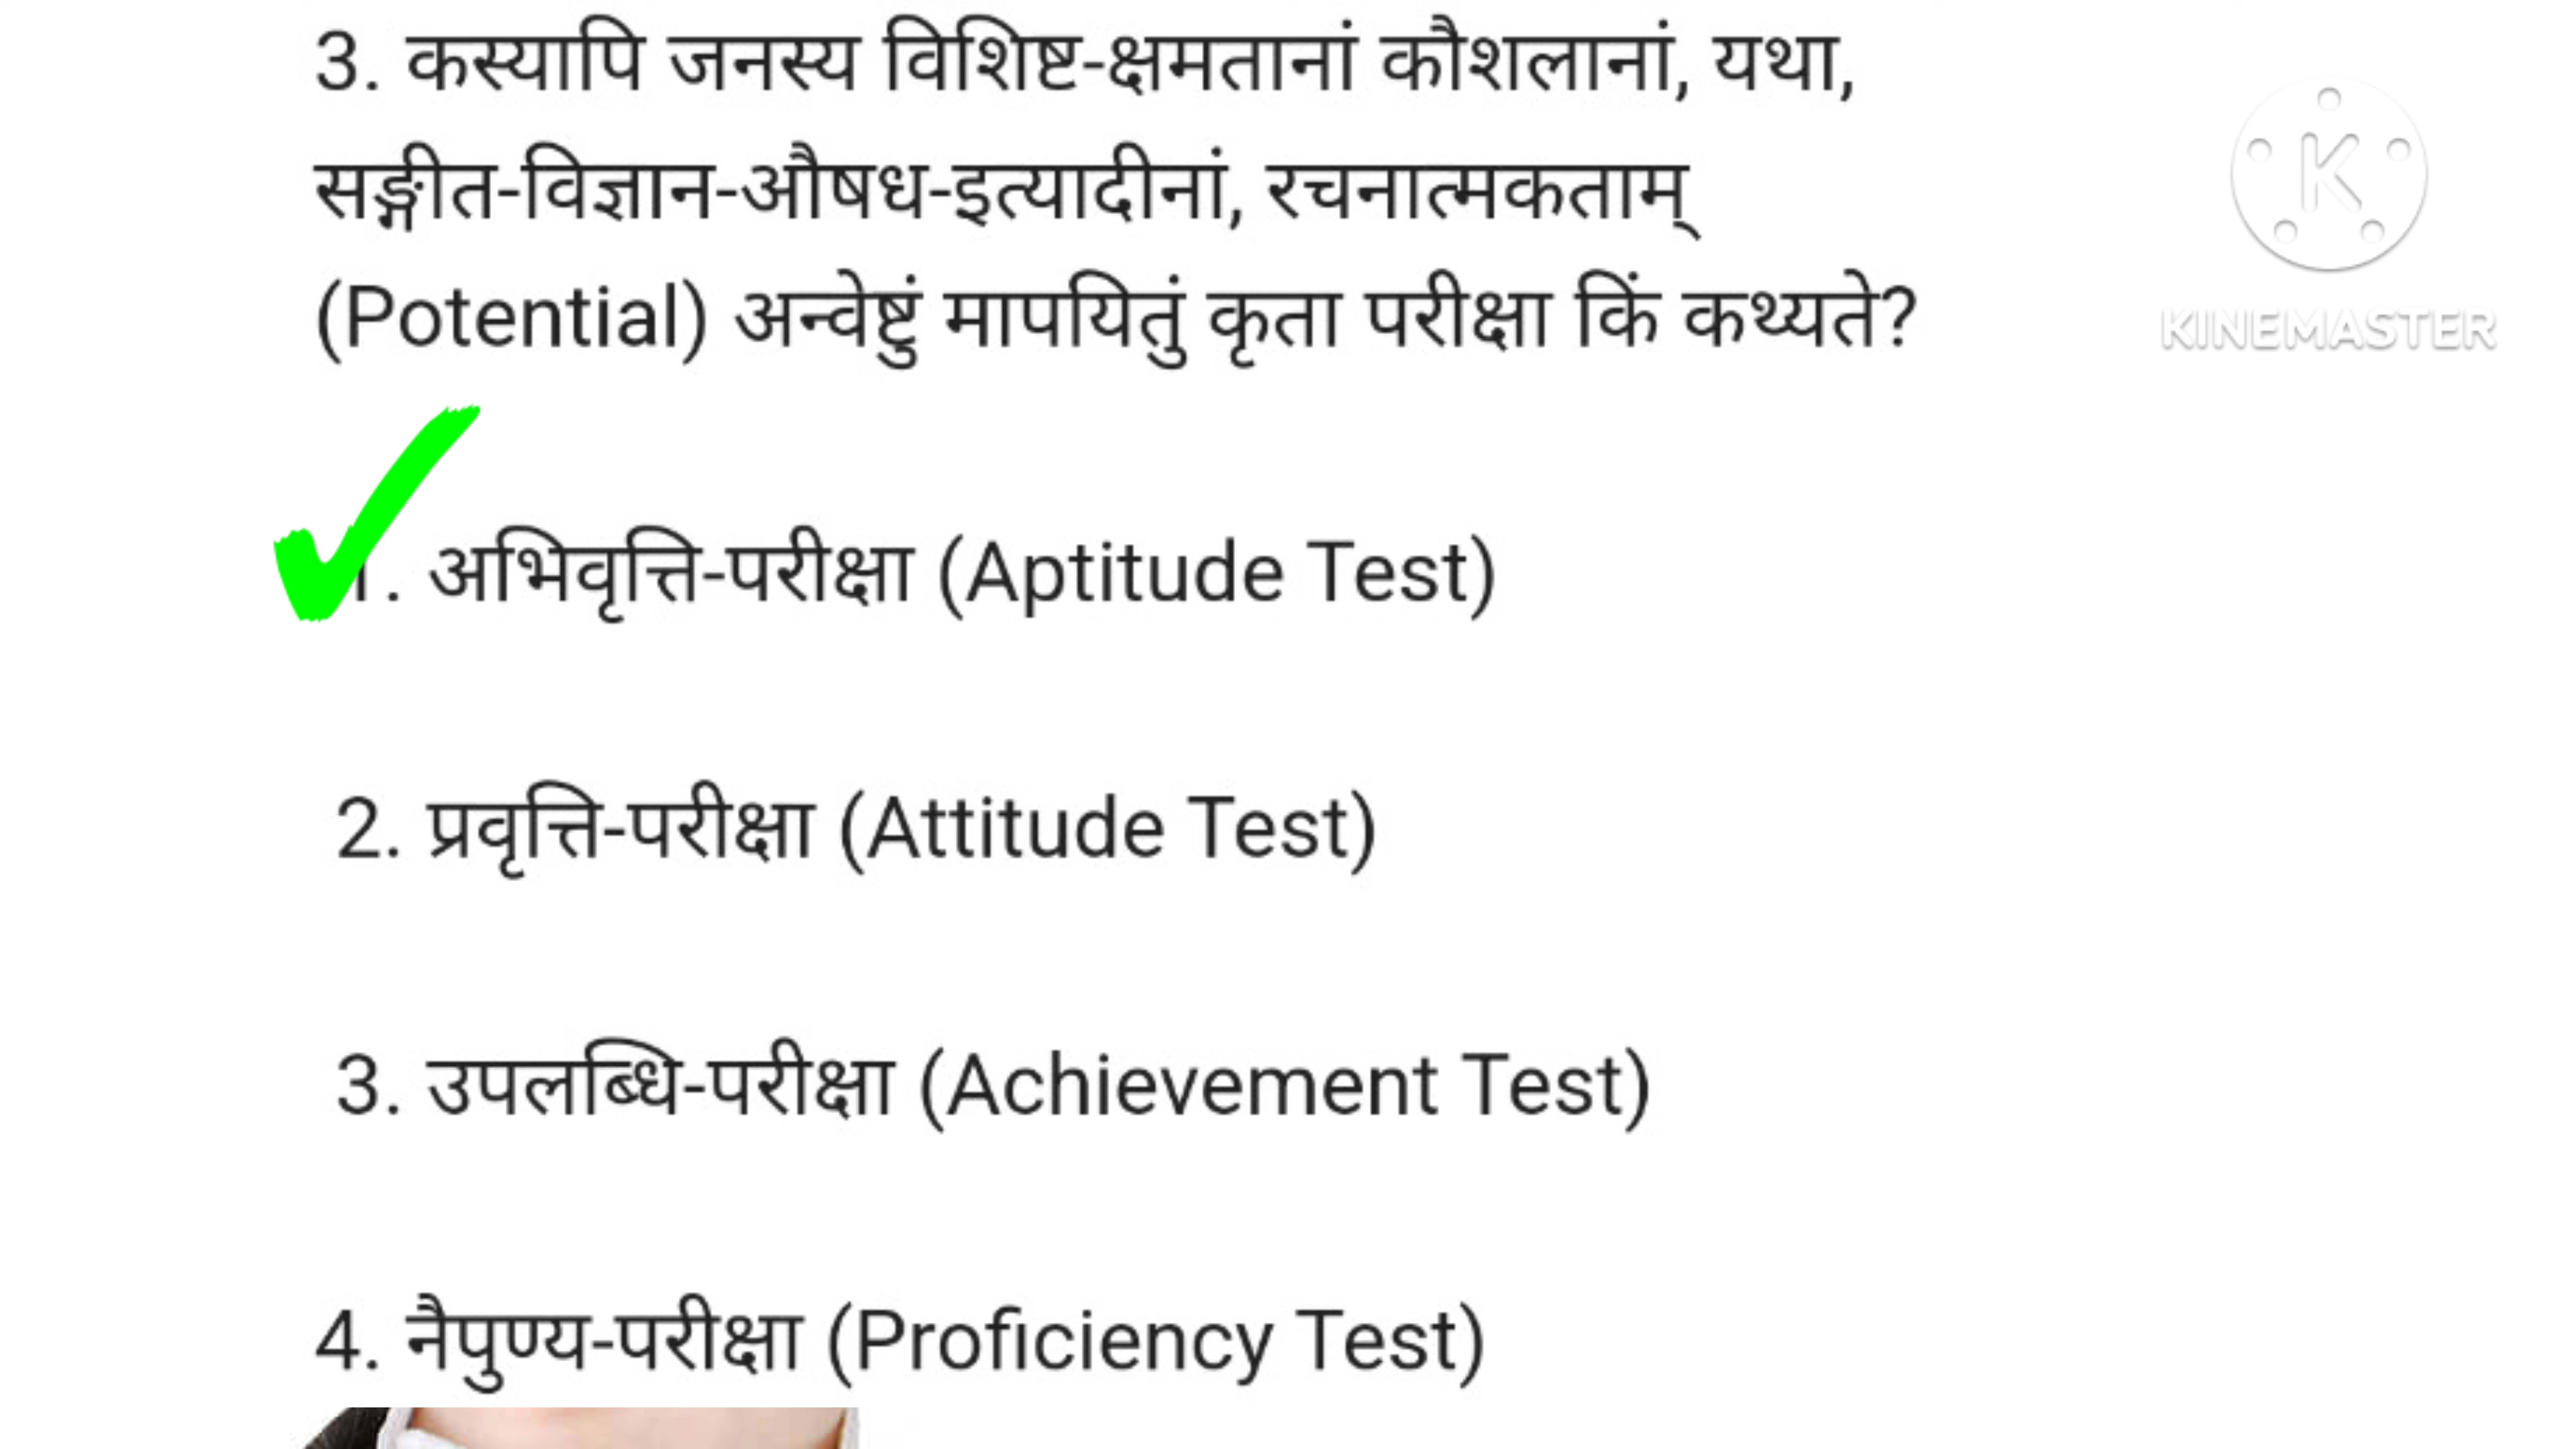 3. कस्यापि जनस्य विशिष्ट-क्षमतानां कौशलानां, यथा,
सङ्गीत-विज्ञान-औषध-इत्यादीनां, रचनात्मकताम्
(Potential) अन्वेष्टुं मापयितुं कृता परीक्षा किं कथ्यते?
K
KINEMASTER
1. अभिवृत्ति-परीक्षा (Aptitude Test)
2. प्रवृत्ति-परीक्षा (Attitude Test)
3. उपलब्धि-परीक्षा (Achievement Test)
4. नैपुण्य-परीक्षा (Proficiency Test)